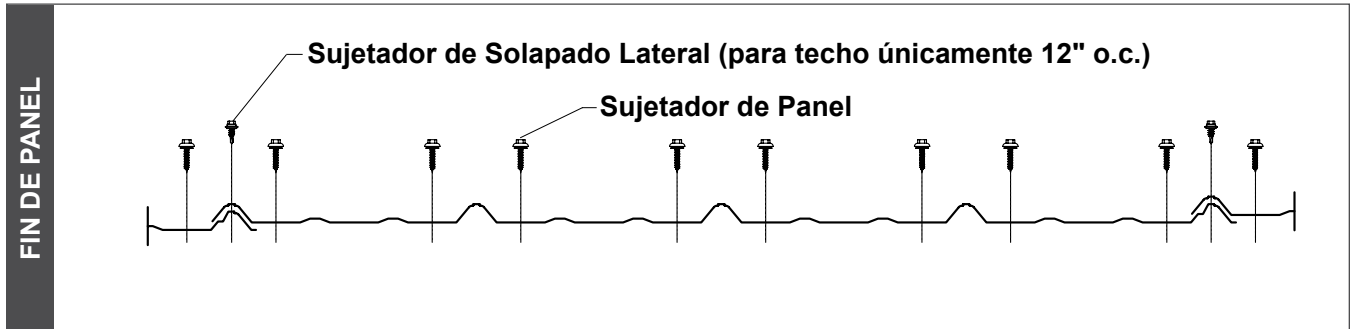 FIN DE PANEL
Sujetador de Solapado Lateral (para techo únicamente 12" o.c.)
Sujetador de Panel